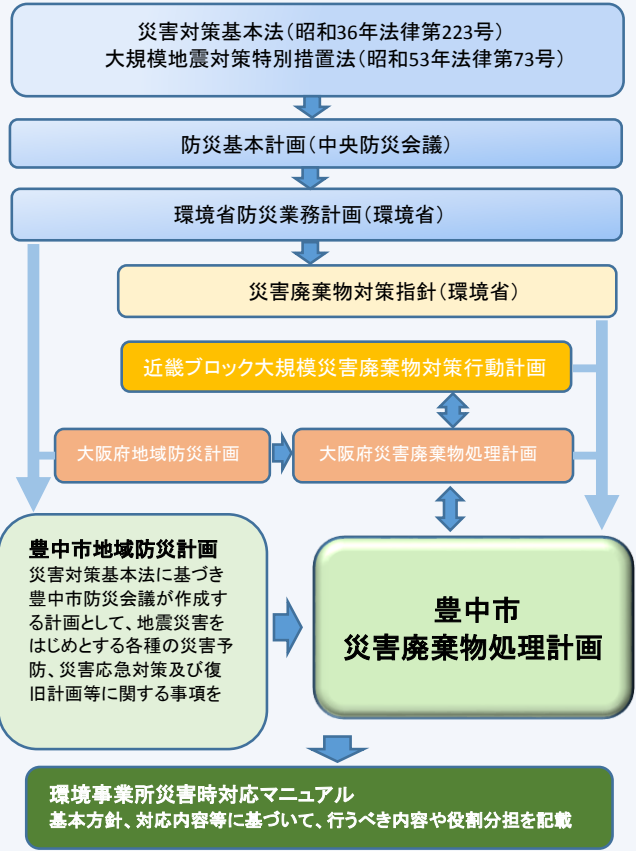 災害対策基本法（昭和36年法律第223号）
大規模地震対策特別措置法（昭和53年法律第73号）
防災基本計画（中央防災会議）
環境省防災業務計画（環境省）
災害廃棄物対策指針（環境省）
近畿ブロック大規模災害廃棄物対策行動計画
大阪府地域防災計画
大阪府災害廃棄物処理計画
豊中市地域防災計画
災害対策基本法に基づき
豊中市防災会議が作成す
る計画として、地震災害を
はじめとする各種の災害予
防、災害応急対策及び復
旧計画等に関する事項を
豊中市
災害廃棄物処理計画
環境事業所災害時対応マニュアル
基本方針、対応内容等に基づいて、行うべき内容や役割分担を記載